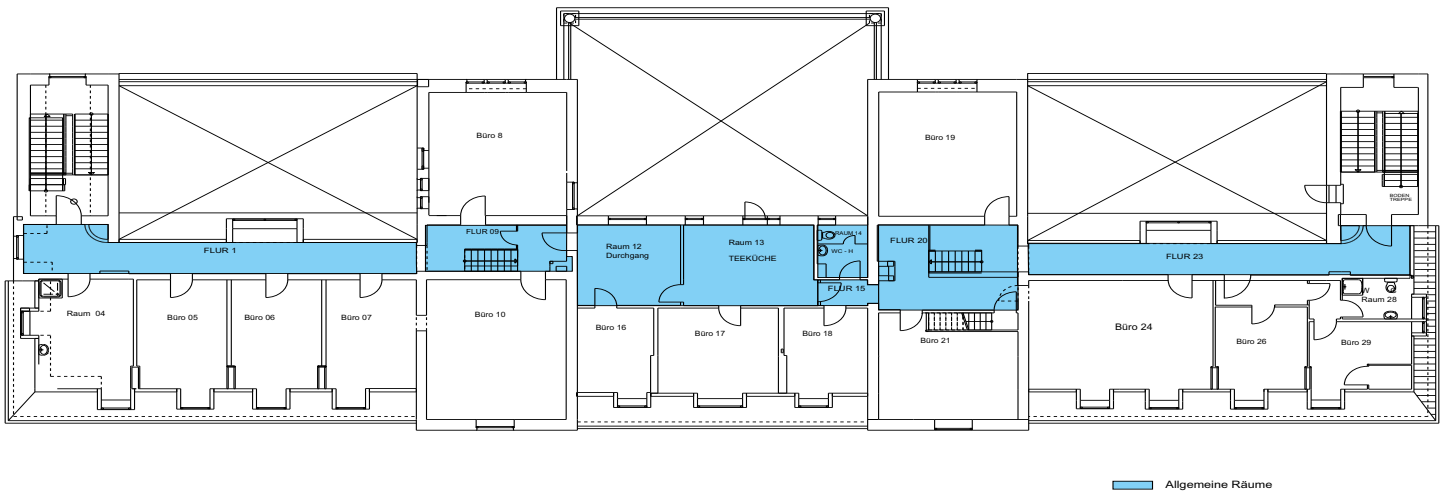 Büro 8
Büro 19
BODEN
TREPPE
FLUR 1
FLUR 09
Raum 12
Durchgang
Raum 13
TEEKÜCHE
RAUM 14
WC - H
FLUR 15
FLUR 20
FLUR 23
Raum 04
Büro 05
Büro 06
Büro 07
Büro 10
Büro 16
Büro 17
Büro 18
Büro 21
Büro 24
Büro 26
W
Raum 28
Büro 29
Allgemeine Räume